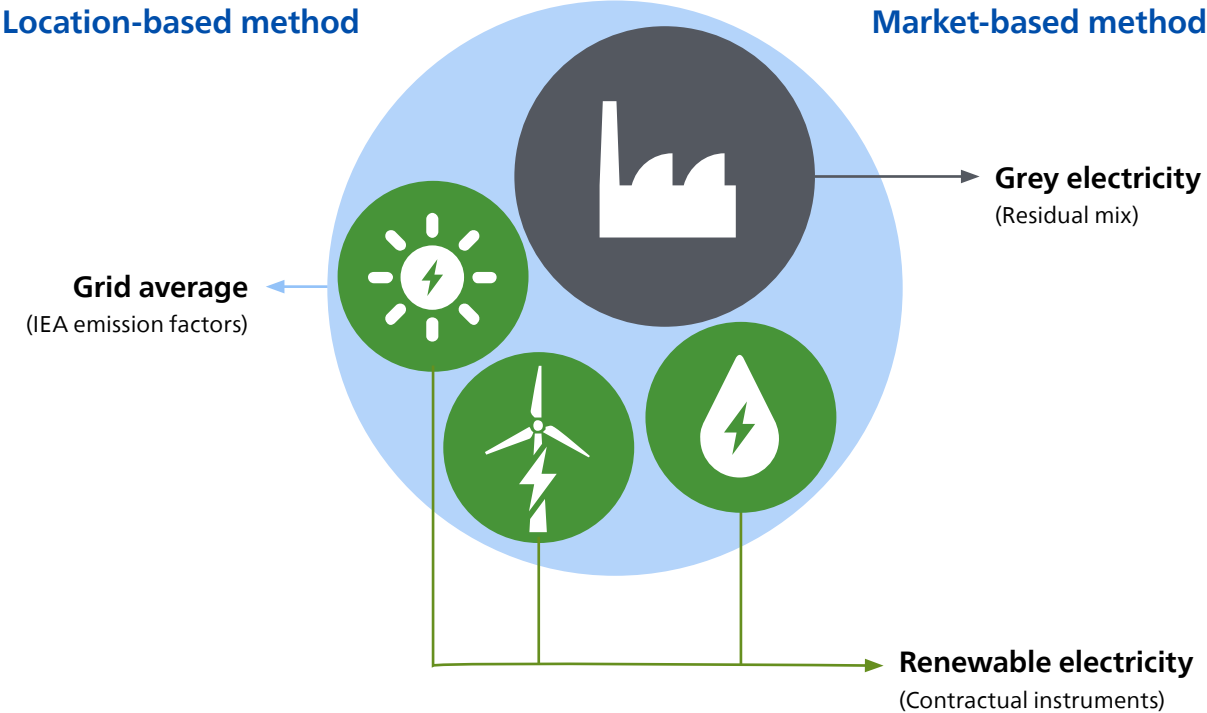 Location-based method
Market-based method
Grey electricity
(Residual mix)
Grid average
(IEA emission factors)
Renewable electricity
(Contractual instruments)